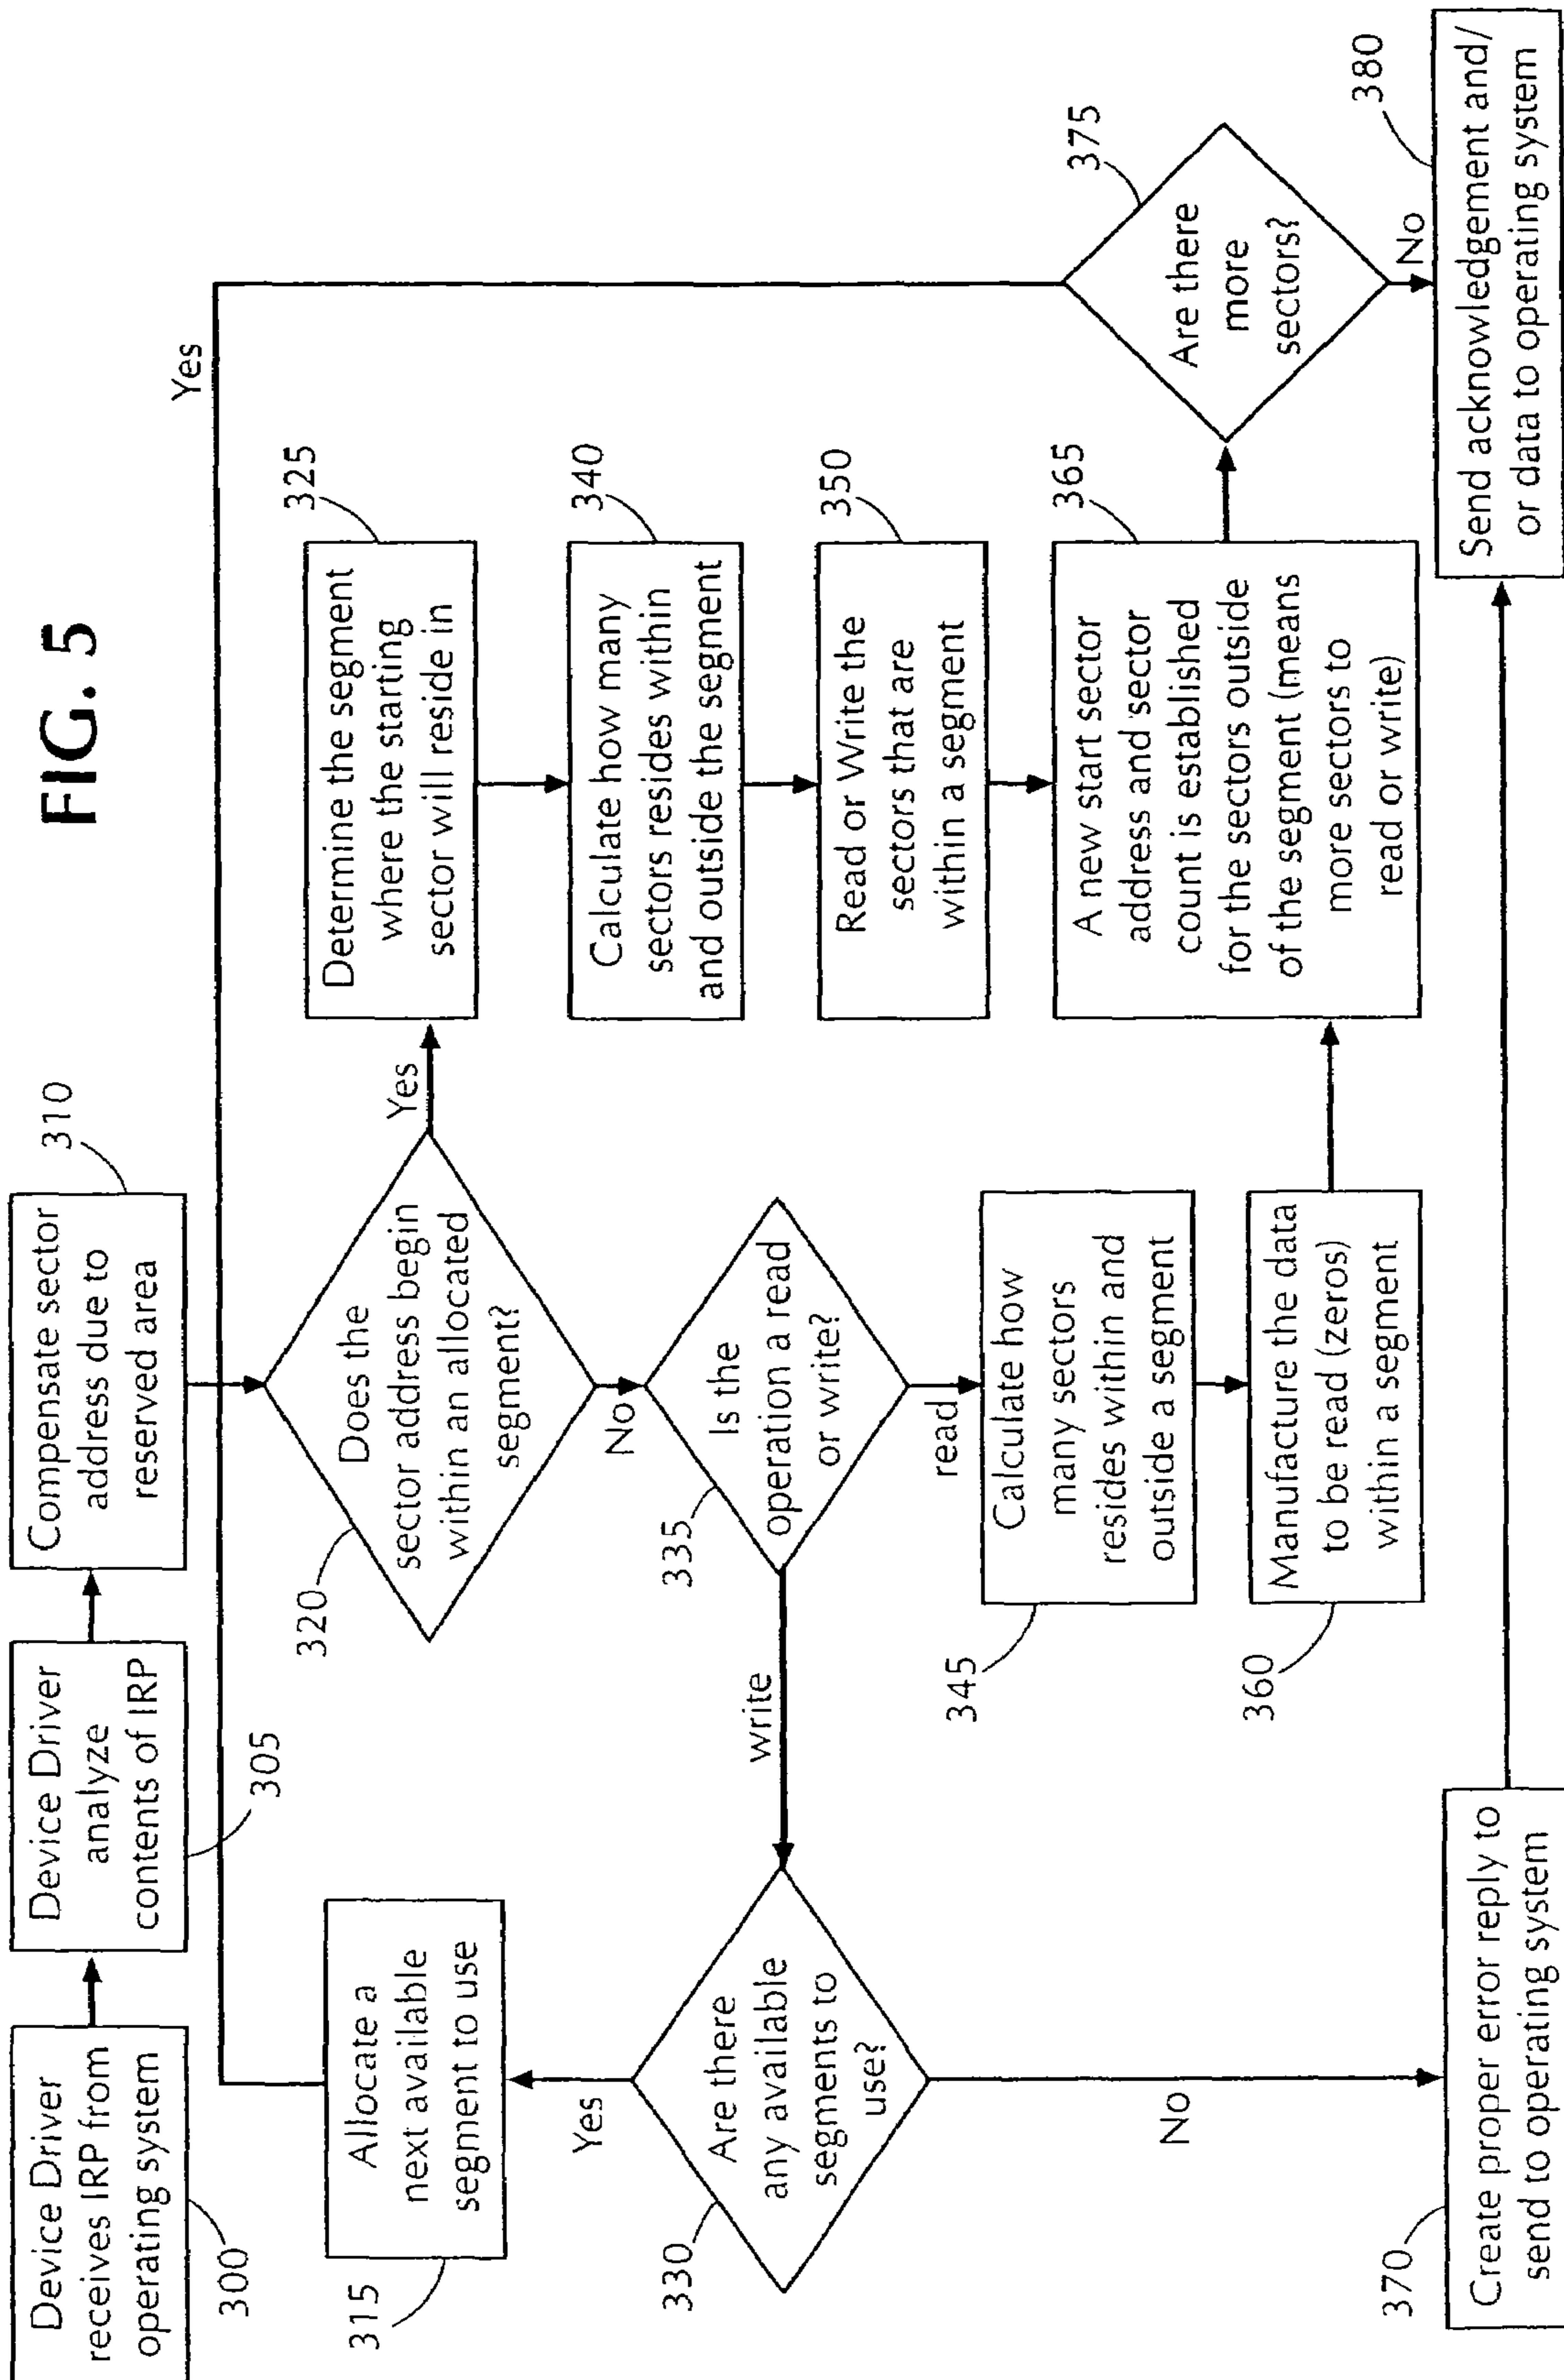 FIG. 5
Device Driver
receives IRP from
operating system
300
Device Driver
analyze
contents of IRP
305
Compensate sector
address due to
reserved area
310
Does the
sector address begin
within an allocated
segment?
320
Yes
No
Determine the segment
where the starting
sector will reside in
325
Calculate how many
sectors resides within
and outside the segment
340
Read or Write the
sectors that are
within a segment
350
A new start sector
address and sector
count is established
for the sectors outside
of the segment (means
more sectors to
read or write)
365
Are there
more
sectors?
375
Yes
No
Is the
operation a read
or write?
335
write
read
Calculate how
many sectors
resides within and
outside a segment
345
Manufacture the data
to be read (zeros)
within a segment
360
Allocate a
next available
segment to use
315
Yes
Are there
any available
segments to
use?
330
No
Create proper error reply to
send to operating system
370
Send acknowledgement and/
or data to operating system
380